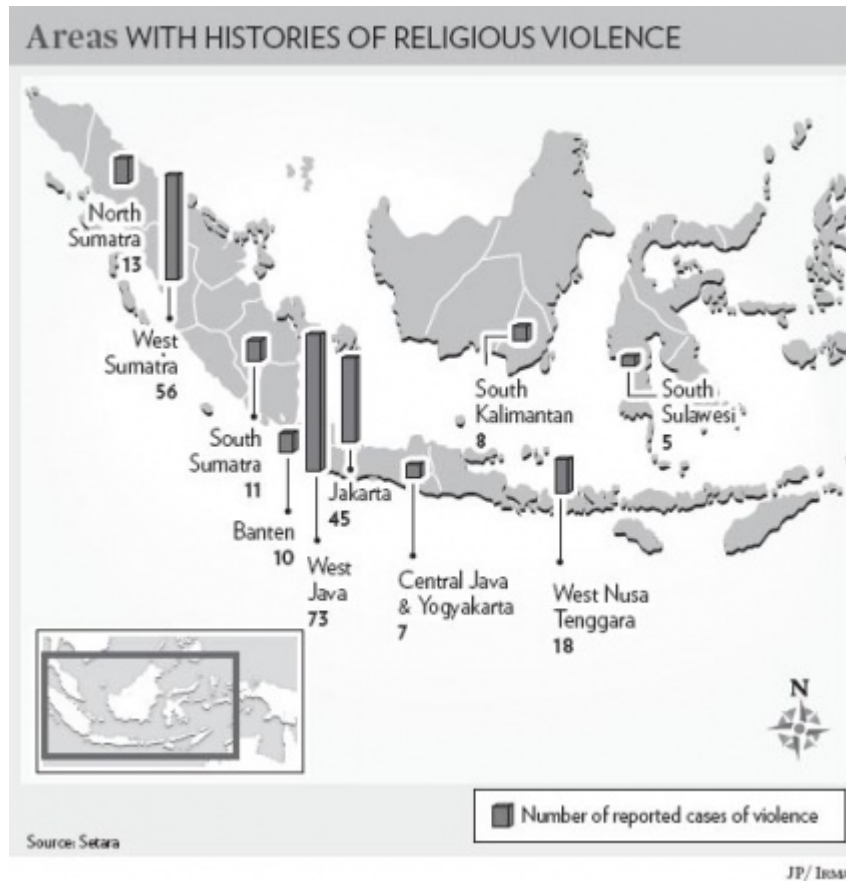 Areas WITH HISTORIES OF RELIGIOUS VIOLENCE
North
Sumatra
13
West
Sumatra
56
South
Sumatra
11
Banten
10
West
Java
73
Jakarta
45
Central Java
& Yogyakarta
7
South
Kalimantan
8
South
Sulawesi
5
West Nusa
Tenggara
18
N
Number of reported cases of violence
Source: Setara
JP/ IRMA